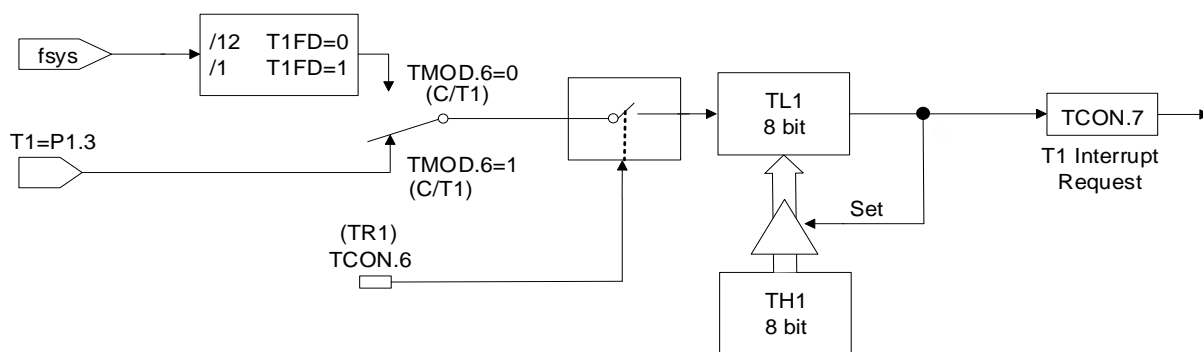 fsys
/12 T1FD=0
/1 T1FD=1
TMOD.6=0
(C/T1)
T1=P1.3
TMOD.6=1
(C/T1)
(TR1)
TCON.6
TL1
8 bit
TCON.7
T1 Interrupt
Request
Set
TH1
8 bit